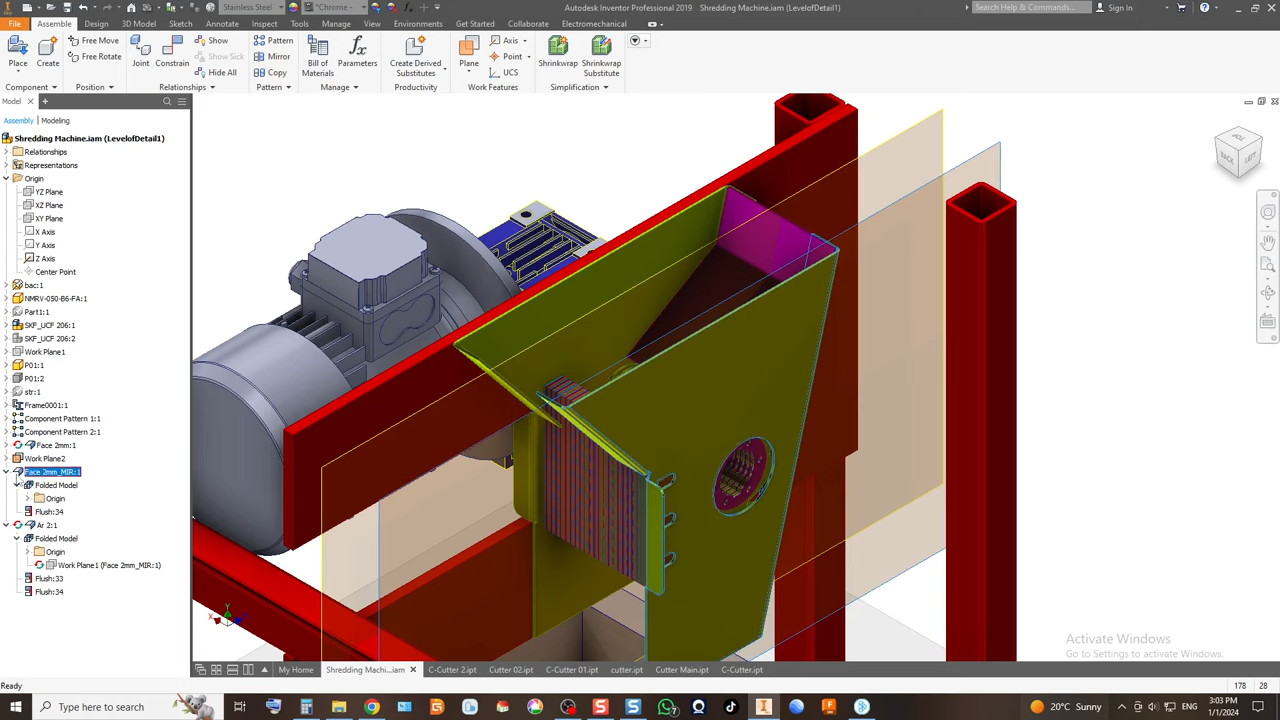 Stainless Steel
*Chrome
Autodesk Inventor Professional 2019 Shredding Machine.iam (LevelofDetail1)
Search Help & Commands...
Sign In
File
Assemble
Design
3D Model
Sketch
Annotate
Inspect
Tools
Manage
View
Environments
Get Started
Collaborate
Electromechanical
Place
Create
Free Move
Free Rotate
Joint
Constrain
Show
Show Sick
Hide All
Pattern
Mirror
Copy
Bill of Materials
Parameters
Create Derived Substitutes
Plane
Axis
Point
UCS
Shrinkwrap
Shrinkwrap Substitute
Component
Position
Relationships
Pattern
Manage
Productivity
Work Features
Simplification
Model
Assembly
Modeling
Shredding Machine.iam (LevelofDetail1)
Relationships
Representations
Origin
YZ Plane
XZ Plane
XY Plane
X Axis
Y Axis
Z Axis
Center Point
bac:1
NMRV-050-B6-FA:1
Part1:1
SKF_UCF 206:1
SKF_UCF 206:2
Work Plane1
P01:1
P01:2
str:1
Frame0001:1
Component Pattern 1:1
Component Pattern 2:1
Face 2mm:1
Work Plane2
Face 2mm_MIR:1
Folded Model
Origin
Flush:34
Ar 2:1
Folded Model
Origin
Work Plane1 (Face 2mm_MIR:1)
Flush:33
Flush:34
BACK
LEFT
Y
X
Activate Windows
Go to Settings to activate Windows.
My Home
Shredding Machi...iam
C-Cutter 2.ipt
Cutter 02.ipt
C-Cutter 01.ipt
cutter.ipt
Cutter Main.ipt
C-Cutter.ipt
Ready
178
28
Type here to search
20°C Sunny
ENG
3:03 PM
1/1/2024